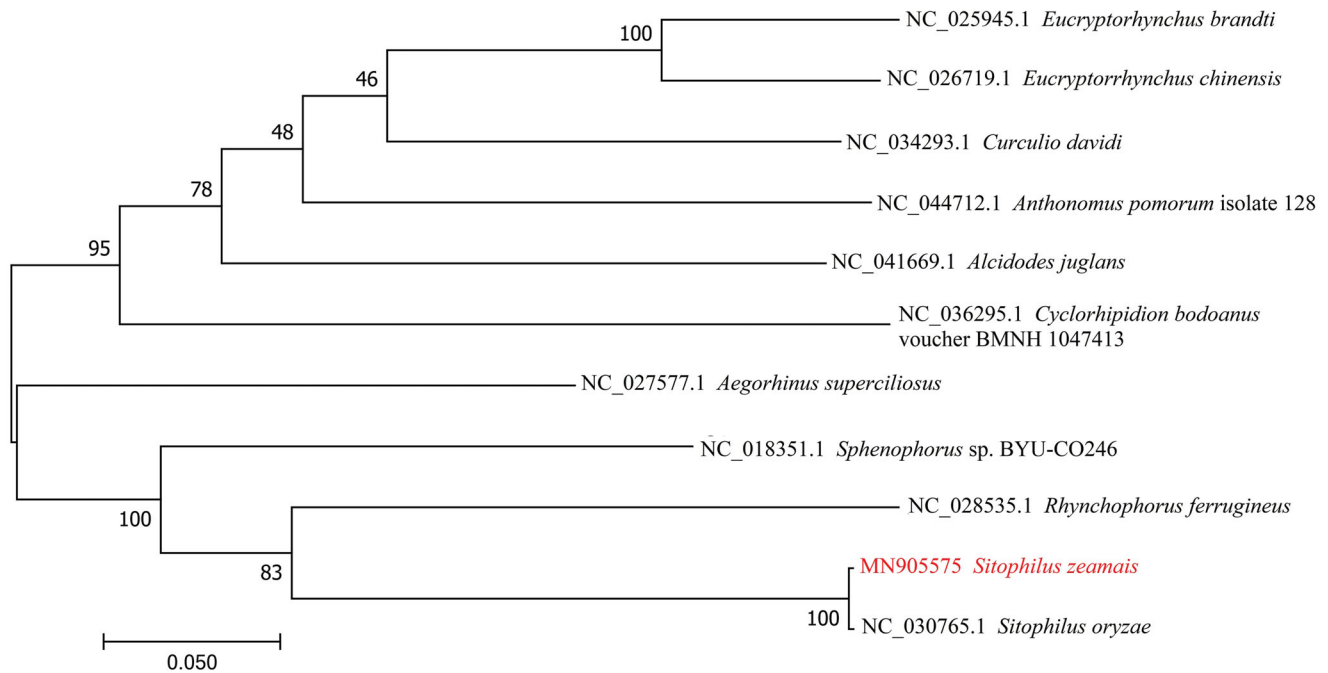 NC_025945.1 Eucryptorhynchus brandti
100
NC_026719.1 Eucryptorrhynchus chinensis
46
NC_034293.1 Curculio davidi
48
NC_044712.1 Anthonomus pomorum isolate 128
78
NC_041669.1 Alcidodes juglans
95
NC_036295.1 Cyclorhipidion bodoanus
voucher BMNH 1047413
NC_027577.1 Aegorhinus superciliosus
NC_018351.1 Sphenophorus sp. BYU-CO246
100
NC_028535.1 Rhynchophorus ferrugineus
83
MN905575 Sitophilus zeamais
100
NC_030765.1 Sitophilus oryzae
0.050